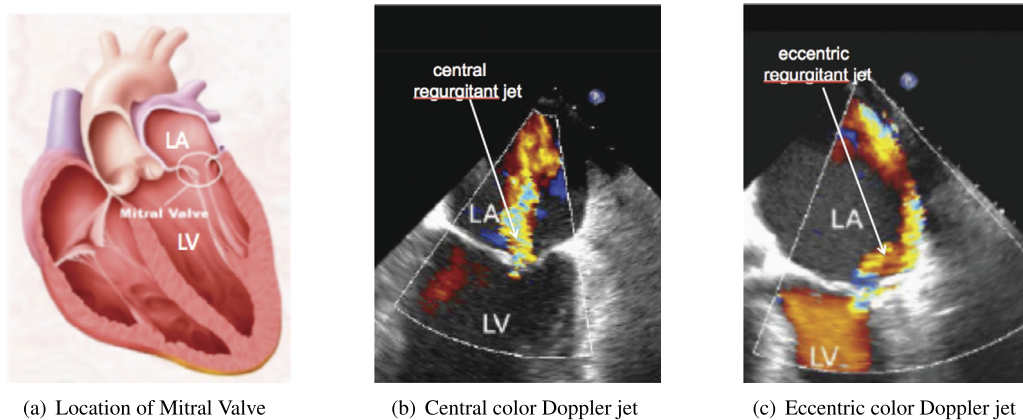 LA
Mitral Valve
LV
(a) Location of Mitral Valve
central
regurgitant jet
LA
LV
(b) Central color Doppler jet
eccentric
regurgitant jet
LA
LV
(c) Eccentric color Doppler jet